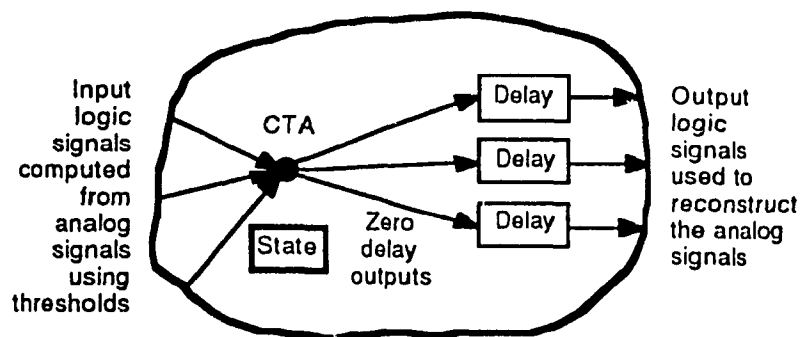 Input
logic
signals
computed
from
analog
signals
using
thresholds
CTA
State
Zero
delay
outputs
Delay
Delay
Delay
Output
logic
signals
used to
reconstruct
the analog
signals